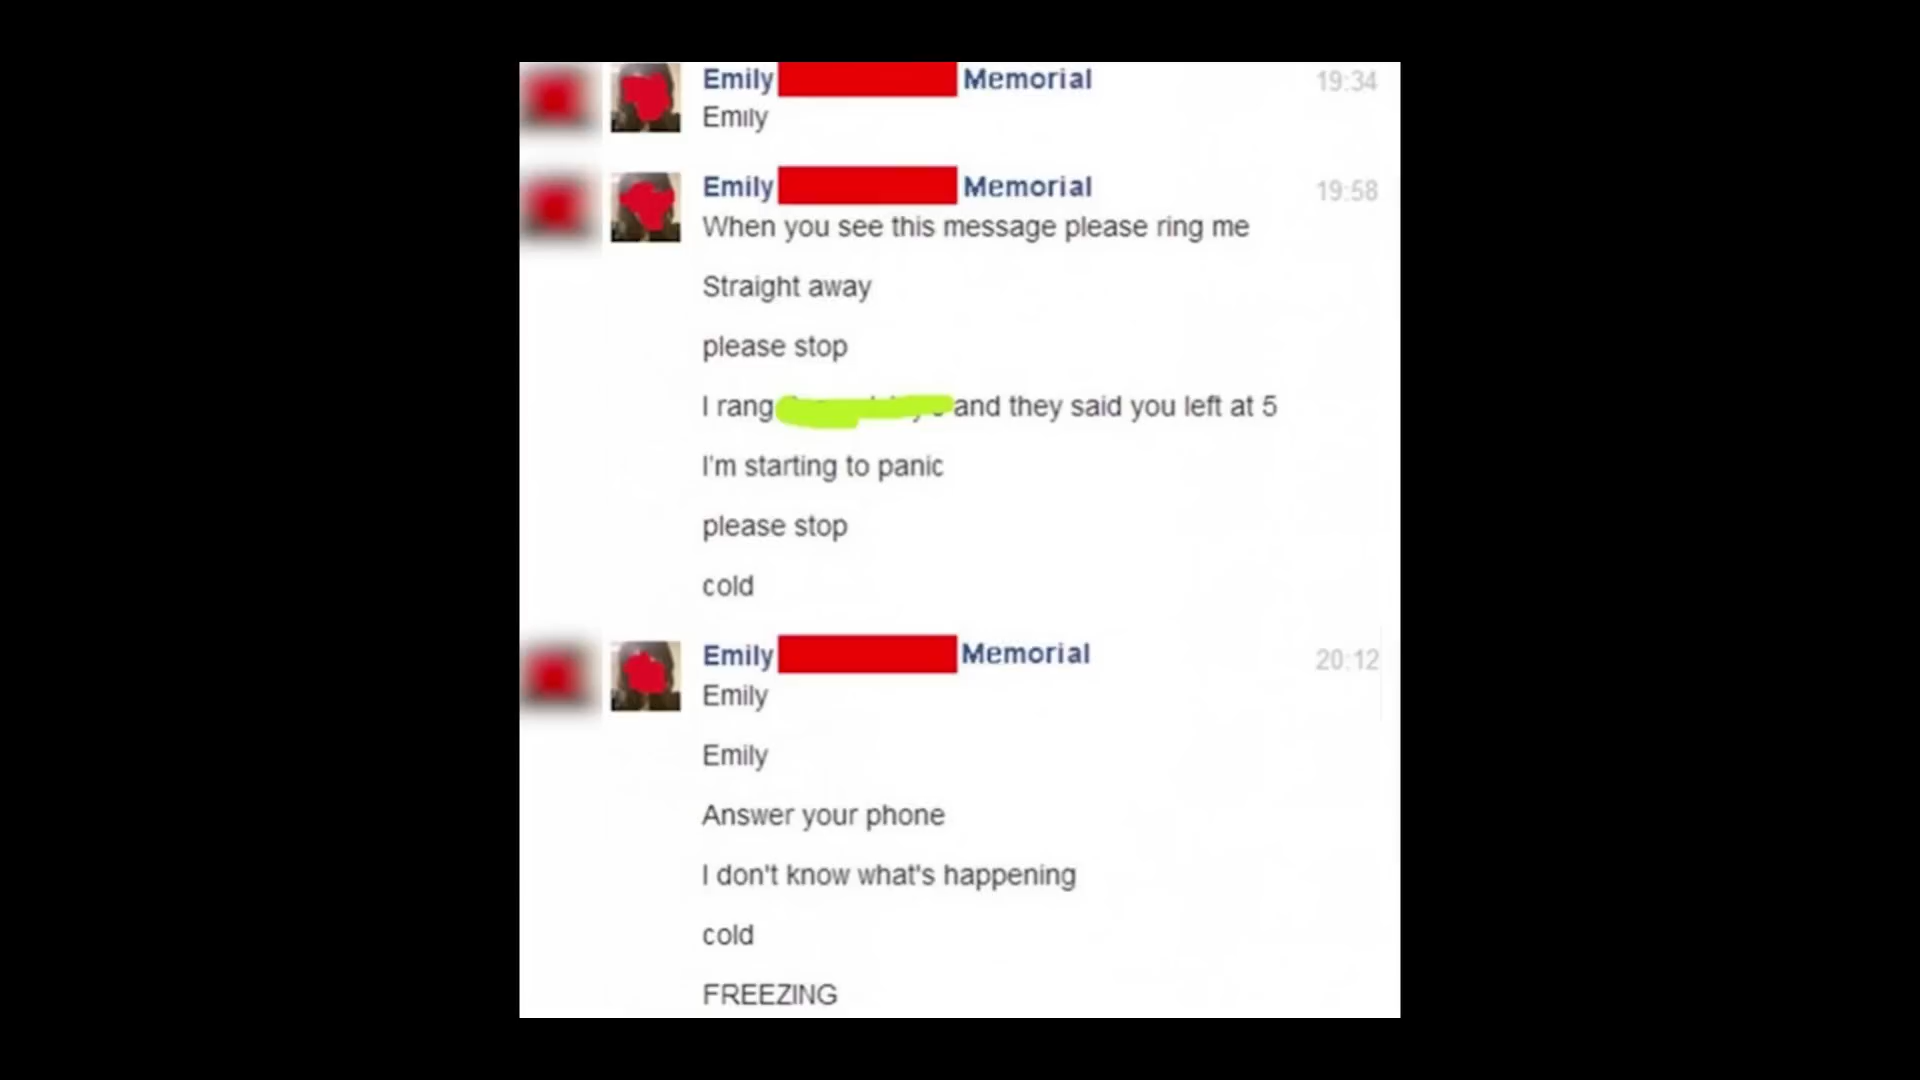 Emily Memorial 19:34
Emily
Emily Memorial 19:58
When you see this message please ring me
Straight away
please stop
I rang and they said you left at 5
I'm starting to panic
please stop
cold
Emily Memorial 20:12
Emily
Emily
Answer your phone
I don't know what's happening
cold
FREEZING